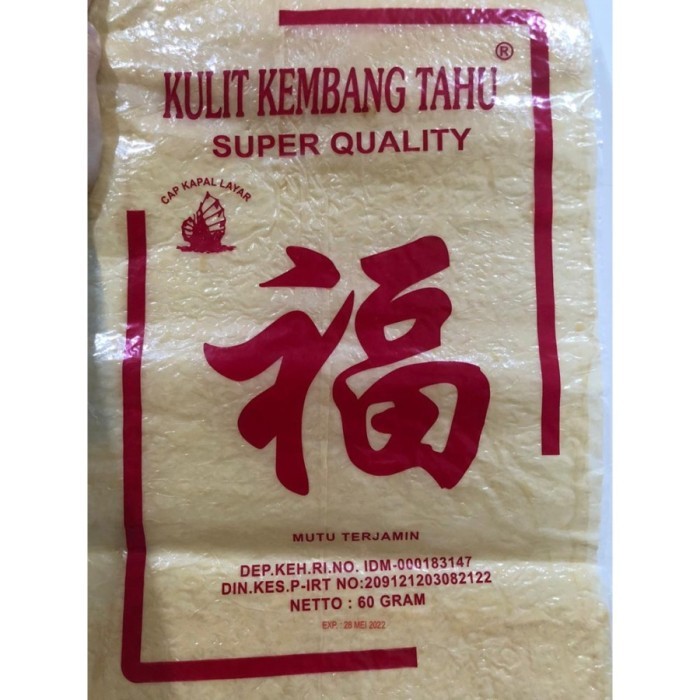 ®
KULIT KEMBANG TAHU
SUPER QUALITY
CAP KAPAL LAYAR
福
MUTU TERJAMIN
DEP.KEH.RI.NO. IDM-000183147
DIN.KES.P-IRT NO:209121203082122
NETTO : 60 GRAM
EXP. : 28 MEI 2022